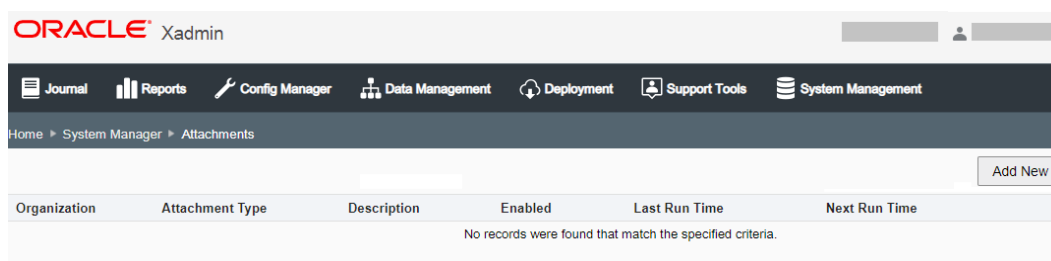 ORACLE® Xadmin
Journal Reports Config Manager Data Management Deployment Support Tools System Management
Home ▶ System Manager ▶ Attachments
Add New
Organization Attachment Type Description Enabled Last Run Time Next Run Time
No records were found that match the specified criteria.